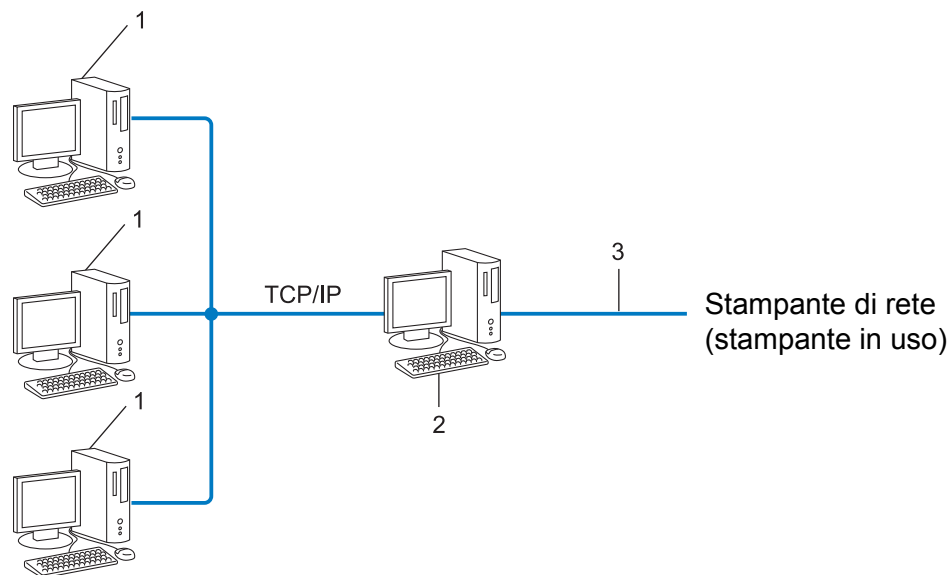 1
1
3
TCP/IP
Stampante di rete
(stampante in uso)
2
1